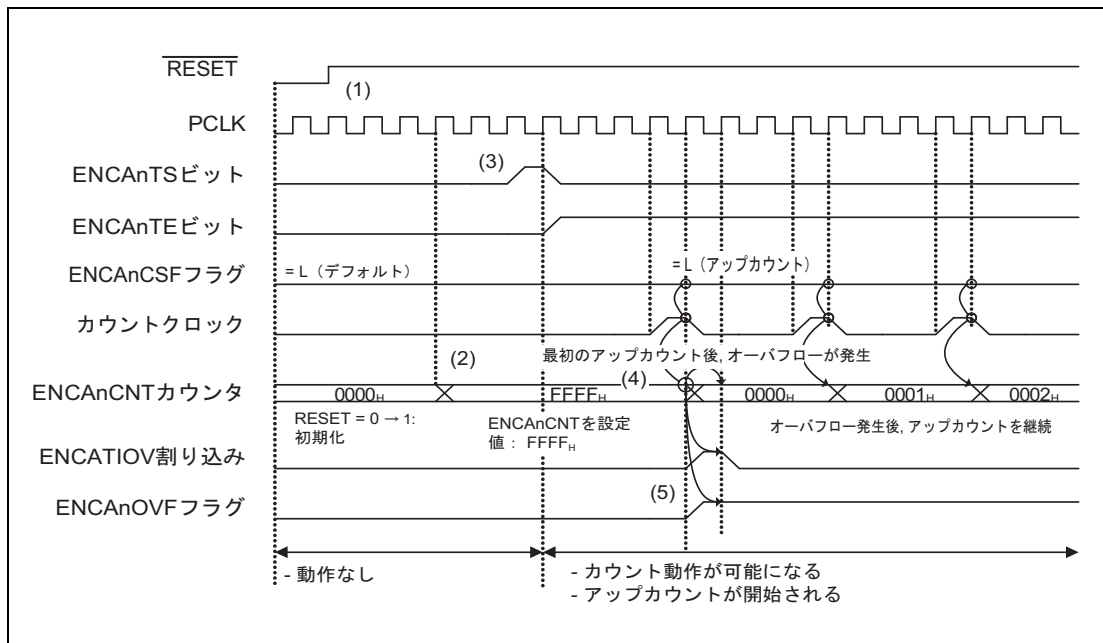 RESET
(1)
PCLK
(3)
ENCAnTSビット
ENCAnTEビット
ENCAnCSFフラグ
= L（デフォルト）
= L（アップカウント）
カウントクロック
最初のアップカウント後, オーバフローが発生
(2)
(4)
ENCAnCNTカウンタ
0000H
FFFFH
0000H
0001H
0002H
RESET = 0 → 1:
初期化
ENCAnCNTを設定
値： FFFFH
オーバフロー発生後, アップカウントを継続
ENCATIOV割り込み
(5)
ENCAnOVFフラグ
- 動作なし
- カウント動作が可能になる
- アップカウントが開始される